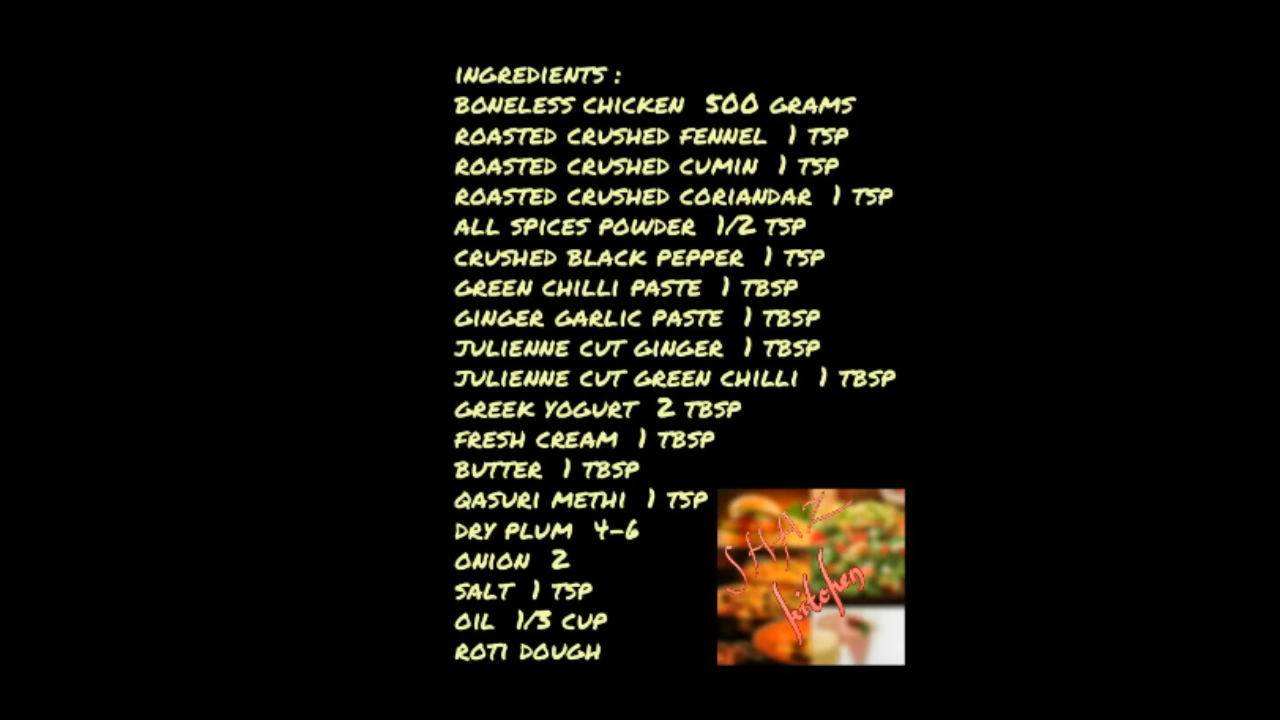 INGREDIENTS :
BONELESS CHICKEN 500 GRAMS
ROASTED CRUSHED FENNEL 1 TSP
ROASTED CRUSHED CUMIN 1 TSP
ROASTED CRUSHED CORIANDAR 1 TSP
ALL SPICES POWDER 1/2 TSP
CRUSHED BLACK PEPPER 1 TSP
GREEN CHILLI PASTE 1 TBSP
GINGER GARLIC PASTE 1 TBSP
JULIENNE CUT GINGER 1 TBSP
JULIENNE CUT GREEN CHILLI 1 TBSP
GREEK YOGURT 2 TBSP
FRESH CREAM 1 TBSP
BUTTER 1 TBSP
QASURI METHI 1 TSP
DRY PLUM 4-6
ONION 2
SALT 1 TSP
OIL 1/3 CUP
ROTI DOUGH
SHAZ
kitchen